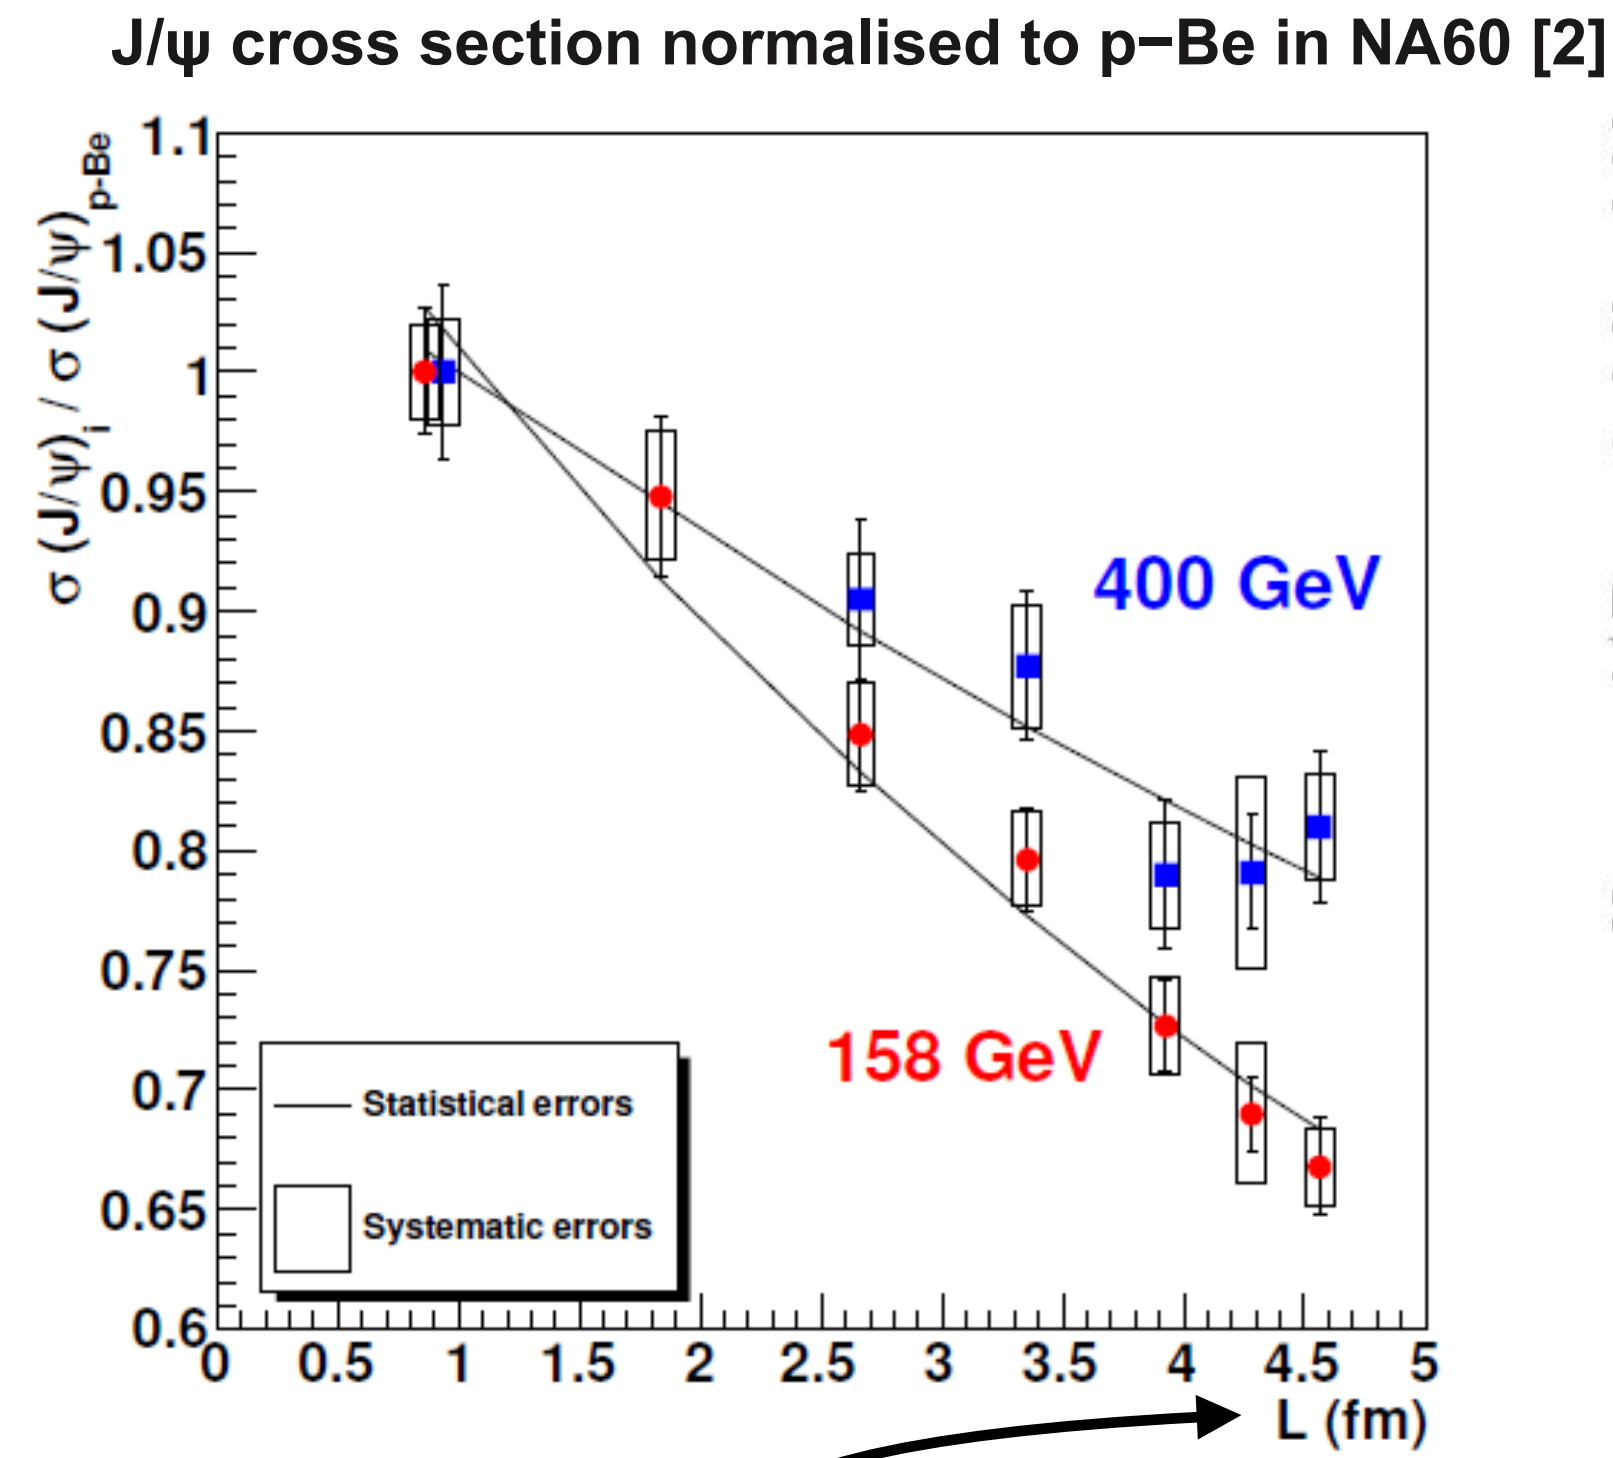 J/ψ cross section normalised to p−Be in NA60 [2]
σ (J/ψ)i / σ (J/ψ)p-Be
1.1
1.05
1
0.95
0.9
0.85
0.8
0.75
0.7
0.65
0.6
400 GeV
158 GeV
Statistical errors
Systematic errors
0 0.5 1 1.5 2 2.5 3 3.5 4 4.5 5
L (fm)